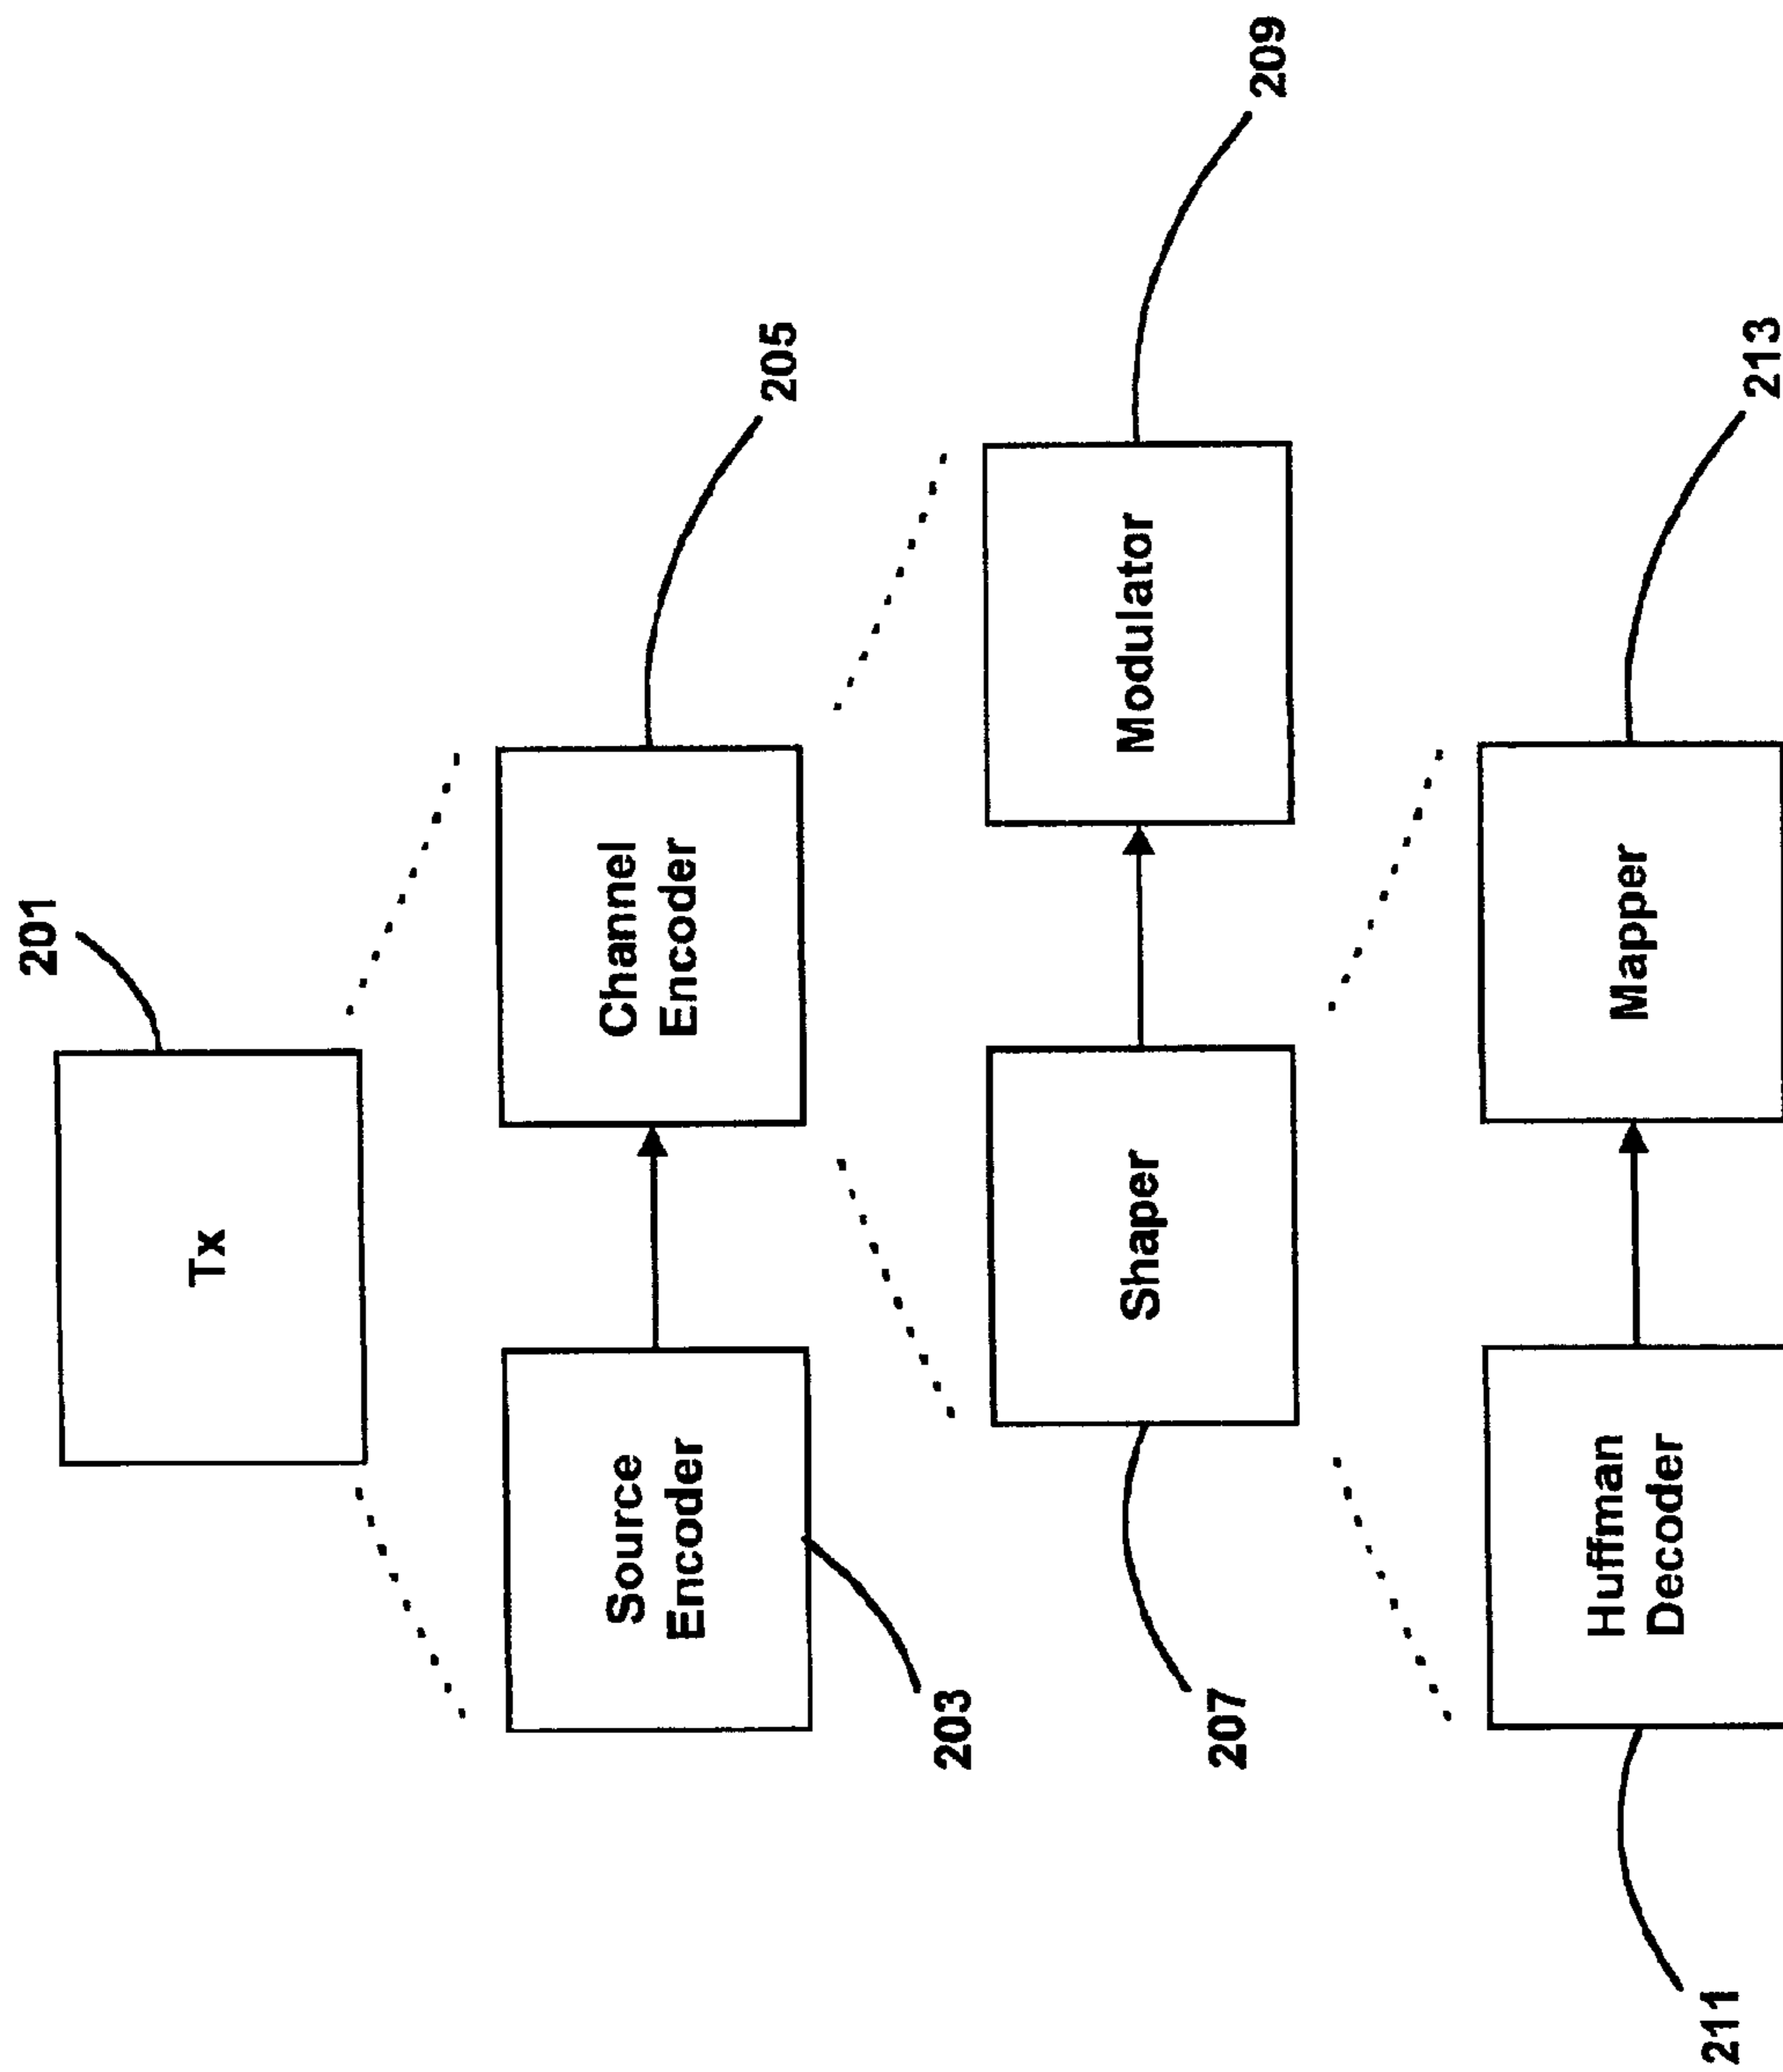 201
Tx
Source
Encoder
Channel
Encoder
203
205
Shaper
Modulator
207
209
Huffman
Decoder
Mapper
211
213